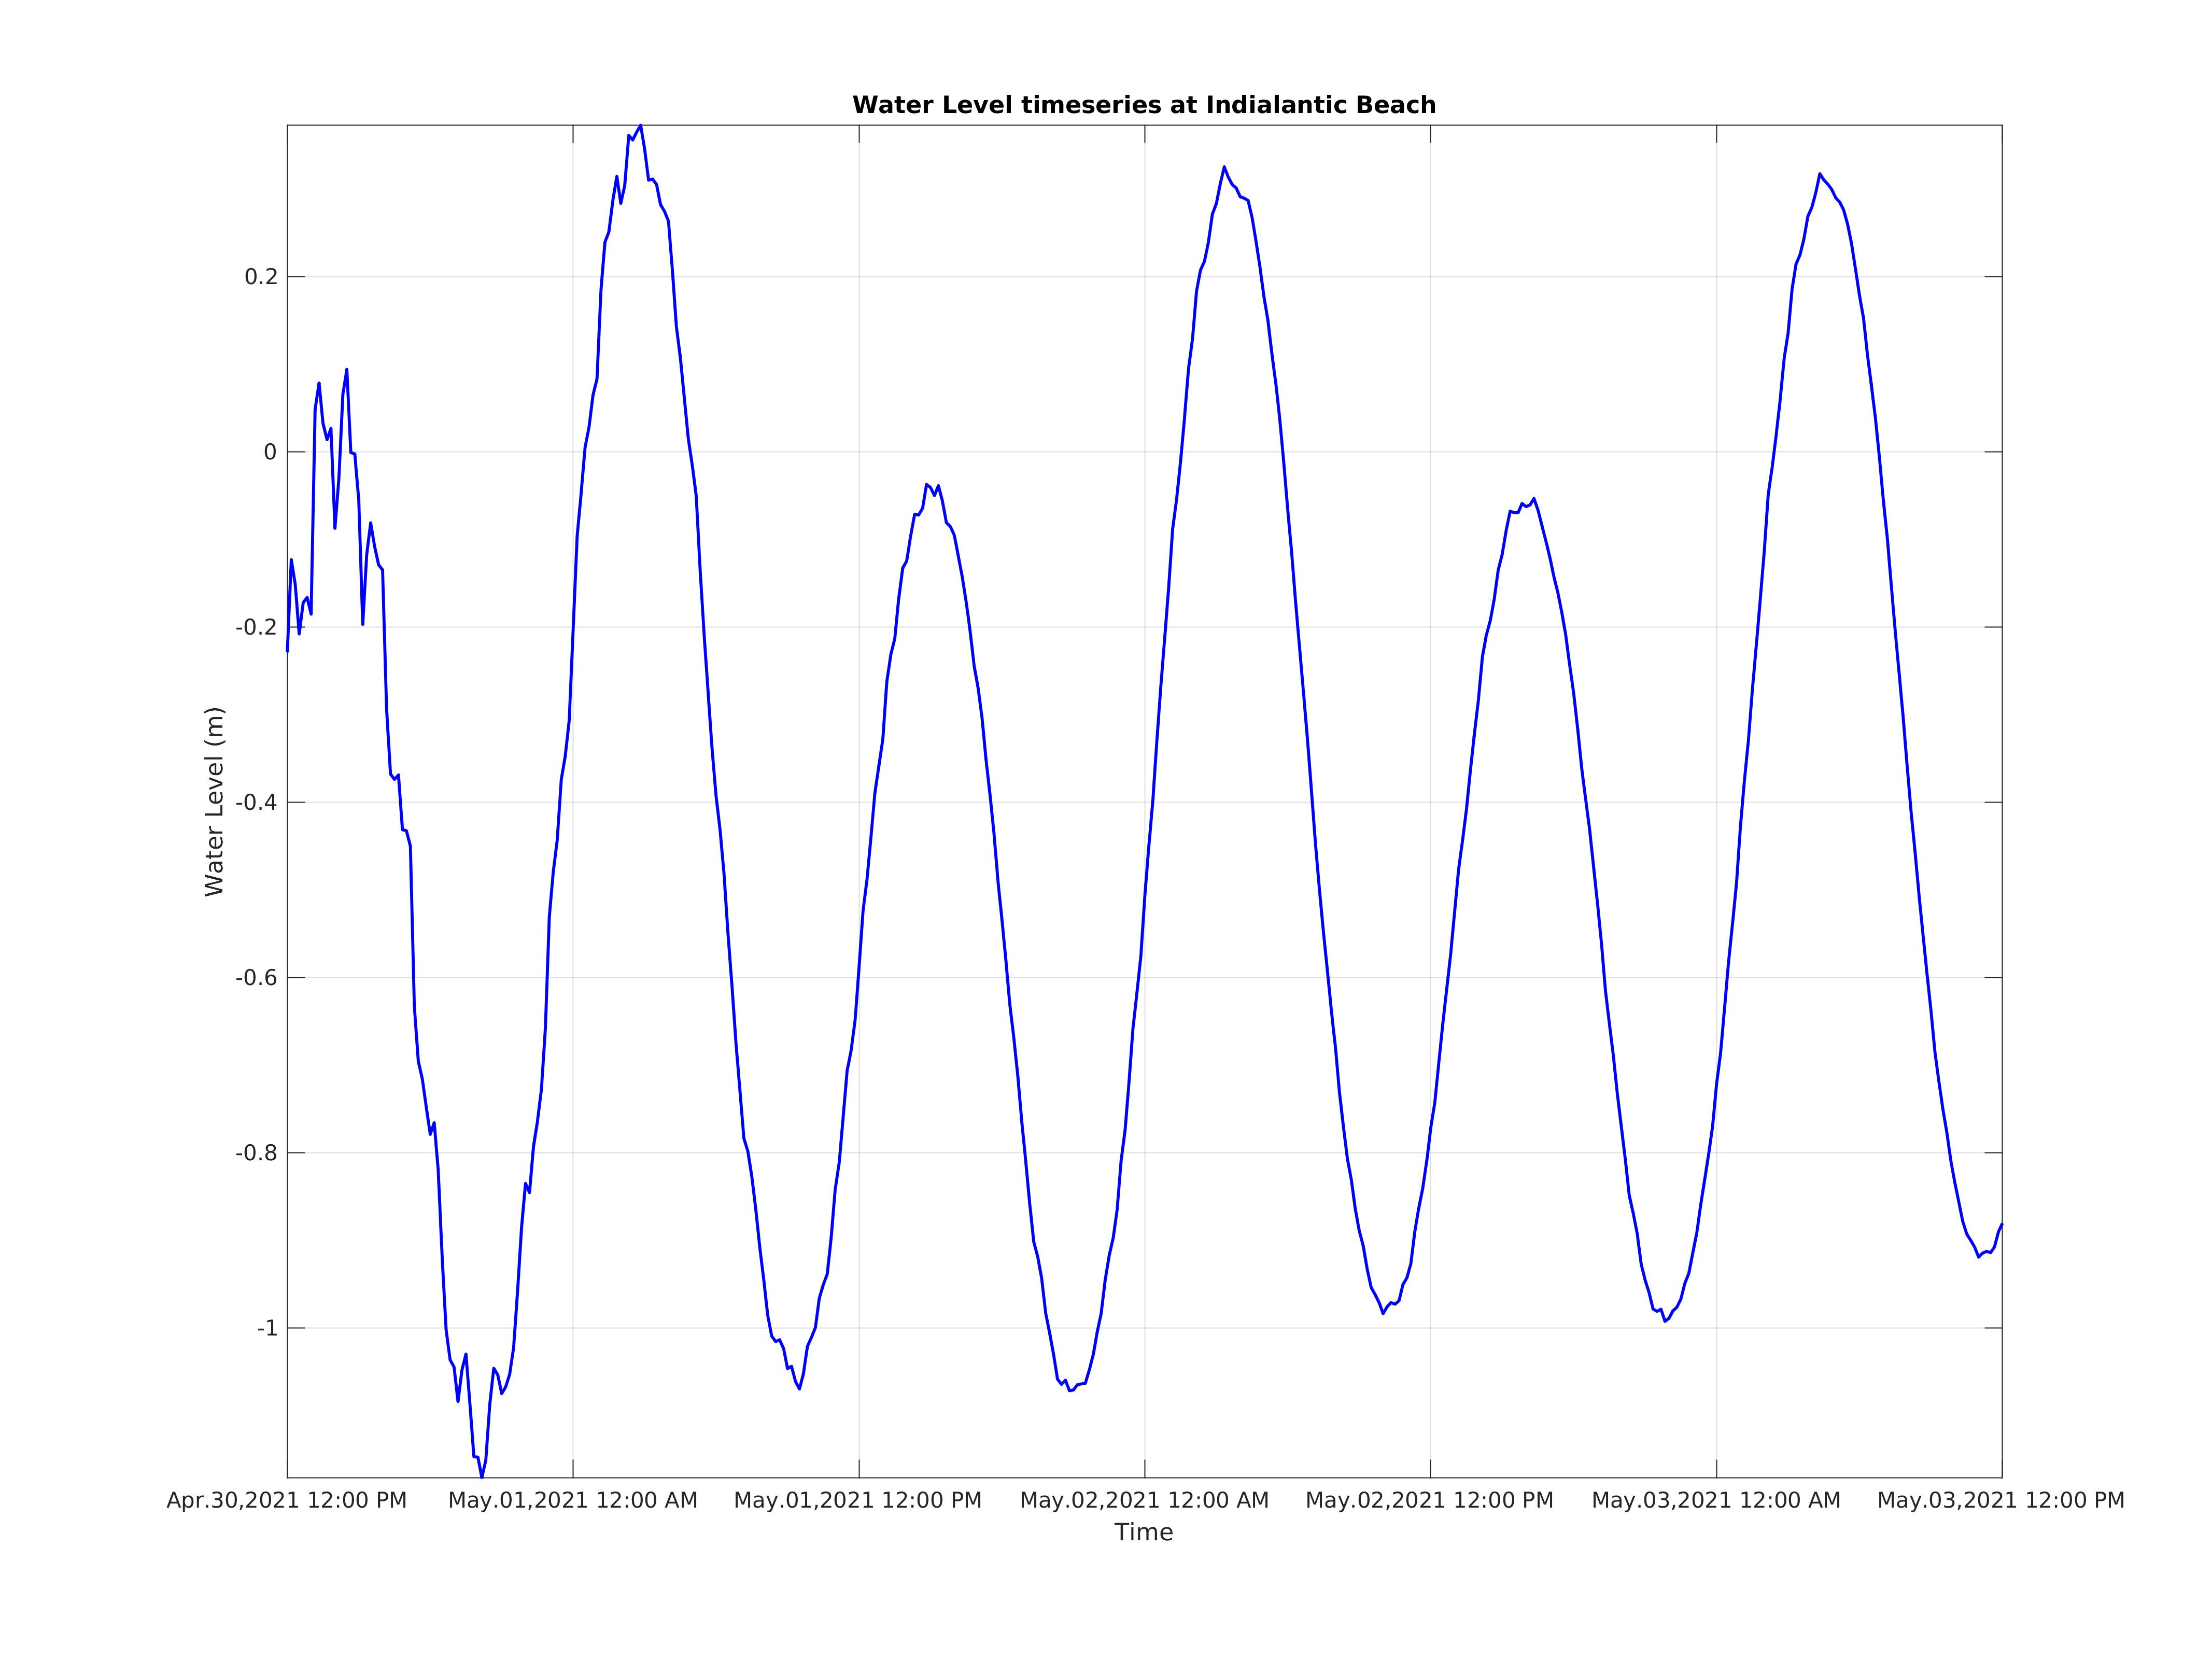 Water Level timeseries at Indialantic Beach
0.2
0
-0.2
-0.4
-0.6
-0.8
-1
Water Level (m)
Apr.30,2021 12:00 PM May.01,2021 12:00 AM May.01,2021 12:00 PM May.02,2021 12:00 AM May.02,2021 12:00 PM May.03,2021 12:00 AM May.03,2021 12:00 PM
Time